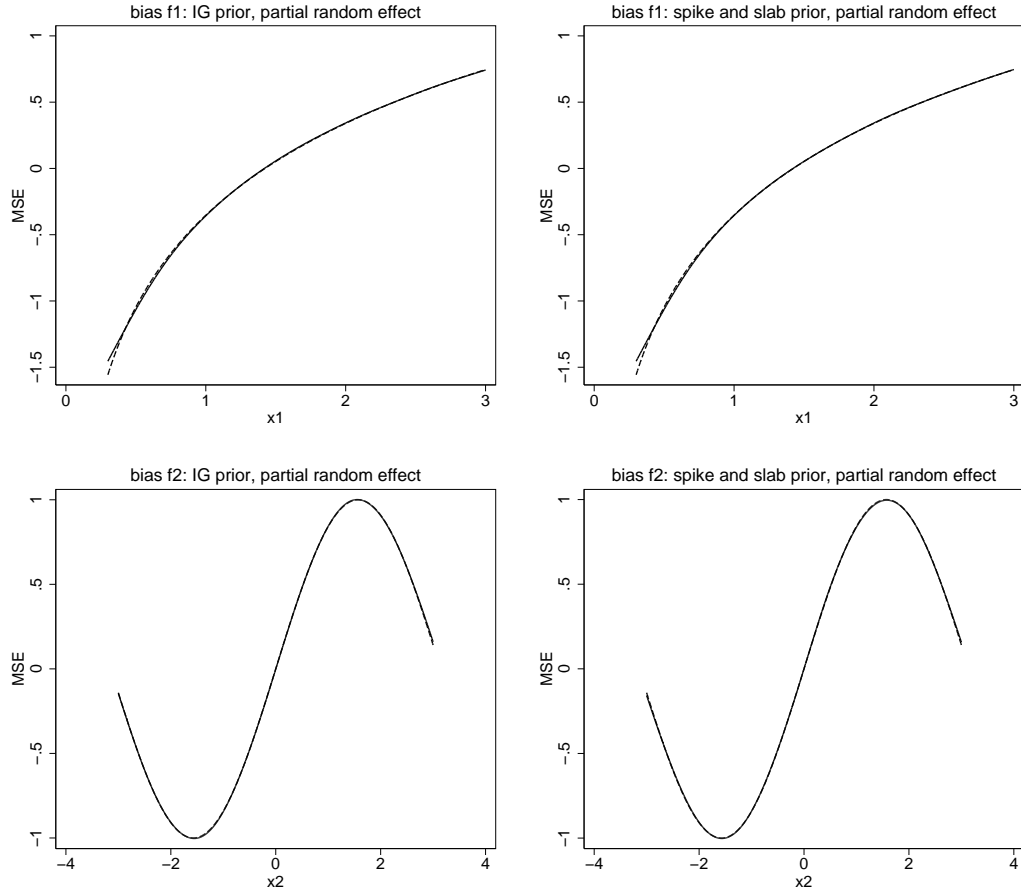 bias f1: IG prior, partial random effect
MSE
1
.5
0
−.5
−1
−1.5
0 1 2 3
x1
bias f1: spike and slab prior, partial random effect
MSE
1
.5
0
−.5
−1
−1.5
0 1 2 3
x1
bias f2: IG prior, partial random effect
MSE
1
.5
0
−.5
−1
−4 −2 0 2 4
x2
bias f2: spike and slab prior, partial random effect
MSE
1
.5
0
−.5
−1
−4 −2 0 2 4
x2